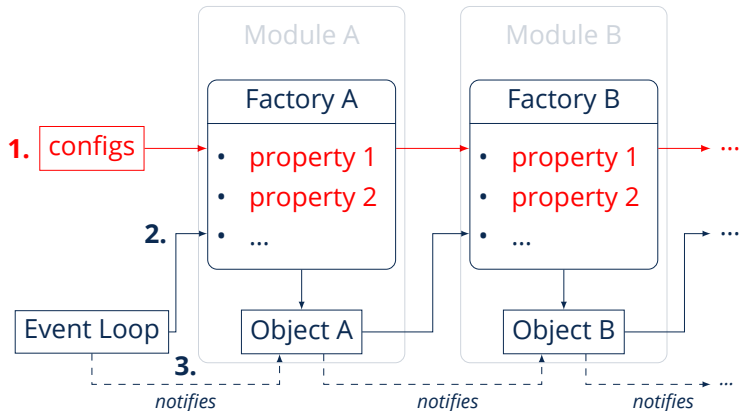 Module A
Module B
Factory A
Factory B
1. configs
• property 1
• property 2
• ...
• property 1
• property 2
• ...
...
2.
...
Event Loop
Object A
Object B
3.
...
notifies
notifies
notifies